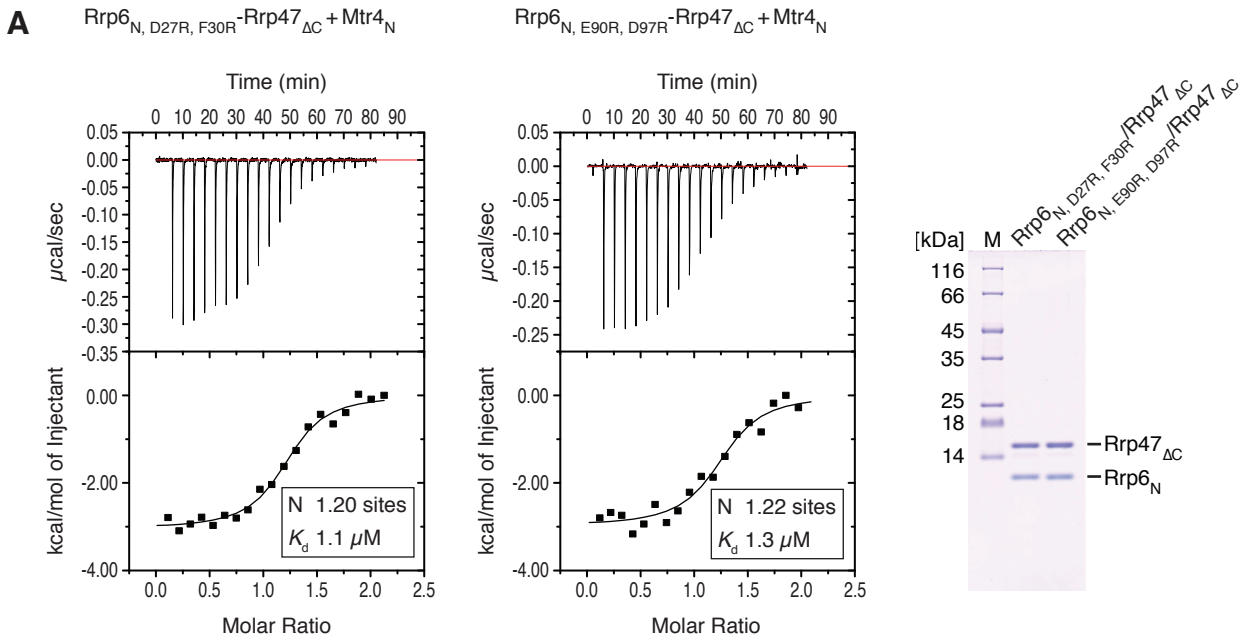 A
Rrp6N, D27R, F30R-Rrp47ΔC + Mtr4N
Time (min)
0 10 20 30 40 50 60 70 80 90
0.05
0.00
-0.05
-0.10
-0.15
-0.20
-0.25
-0.30
-0.35
µcal/sec
0.00
-2.00
-4.00
kcal/mol of Injectant
N 1.20 sites
Kd 1.1 µM
0.0 0.5 1.0 1.5 2.0 2.5
Molar Ratio
Rrp6N, E90R, D97R-Rrp47ΔC + Mtr4N
Time (min)
0 10 20 30 40 50 60 70 80 90
0.05
0.00
-0.05
-0.10
-0.15
-0.20
-0.25
µcal/sec
0.00
-2.00
-4.00
kcal/mol of Injectant
N 1.22 sites
Kd 1.3 µM
0.0 0.5 1.0 1.5 2.0 2.5
Molar Ratio
[kDa] M Rrp6N, D27R, F30R/Rrp47ΔC
Rrp6N, E90R, D97R/Rrp47ΔC
116
66
45
35
25
18
14
Rrp47ΔC
Rrp6N